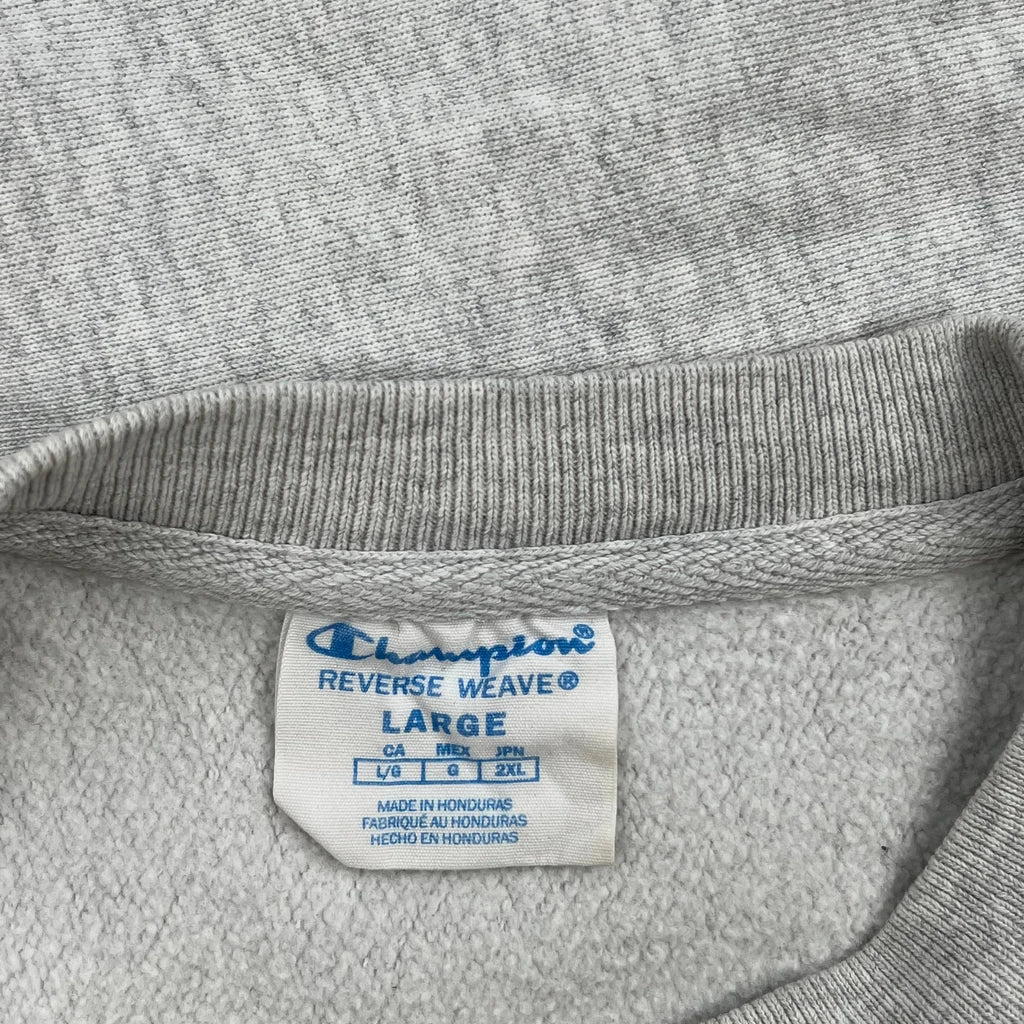 Champion®
REVERSE WEAVE®
LARGE
CA MEX JPN
L/G G 2XL
MADE IN HONDURAS
FABRIQUÉ AU HONDURAS
HECHO EN HONDURAS